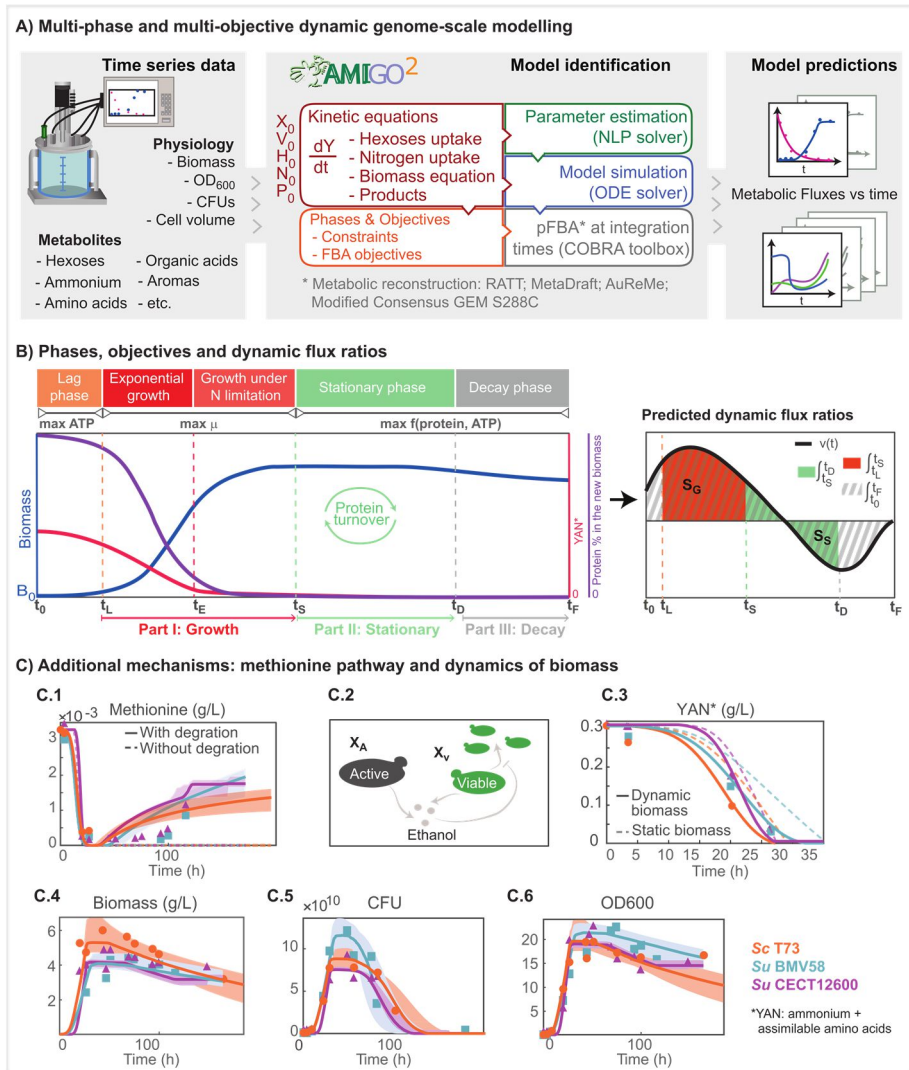 A) Multi-phase and multi-objective dynamic genome-scale modelling
Time series data
Physiology
- Biomass
- OD600
- CFUs
- Cell volume
Metabolites
- Hexoses
- Ammonium
- Amino acids
- Organic acids
- Aromas
- etc.
AMIGO2
Model identification
X0
V0
H0
N0
P0
Kinetic equations
dY
dt
- Hexoses uptake
- Nitrogen uptake
- Biomass equation
- Products
Phases & Objectives
- Constraints
- FBA objectives
Parameter estimation
(NLP solver)
Model simulation
(ODE solver)
pFBA* at integration
times (COBRA toolbox)
* Metabolic reconstruction: RATT; MetaDraft; AuReMe;
Modified Consensus GEM S288C
Model predictions
t
Metabolic Fluxes vs time
t
B) Phases, objectives and dynamic flux ratios
Lag
phase
Exponential
growth
Growth under
N limitation
Stationary phase
Decay phase
max ATP
max μ
max f(protein, ATP)
Biomass
B0
Protein
turnover
YAN*
0
Protein % in the new biomass
0
t0 tL tE tS tD tF
Part I: Growth
Part II: Stationary
Part III: Decay
Predicted dynamic flux ratios
v(t)
∫ tD tS
∫ tS tL
∫ tF t0
SG
SS
t0 tL tS tD tF
C) Additional mechanisms: methionine pathway and dynamics of biomass
C.1
×10-3 Methionine (g/L)
With degration
Without degration
3
2
1
0
0 100
Time (h)
C.2
XA
Active
Xv
Viable
Ethanol
C.3
YAN* (g/L)
0.3
0.2
0.1
0
Dynamic
biomass
Static biomass
0 5 10 15 20 25 30 35
Time (h)
C.4
Biomass (g/L)
6
4
2
0 100
Time (h)
C.5
×1010 CFU
10
5
0
0 100
Time (h)
C.6
OD600
20
15
10
5
0 100
Time (h)
Sc T73
Su BMV58
Su CECT12600
*YAN: ammonium +
assimilable amino acids